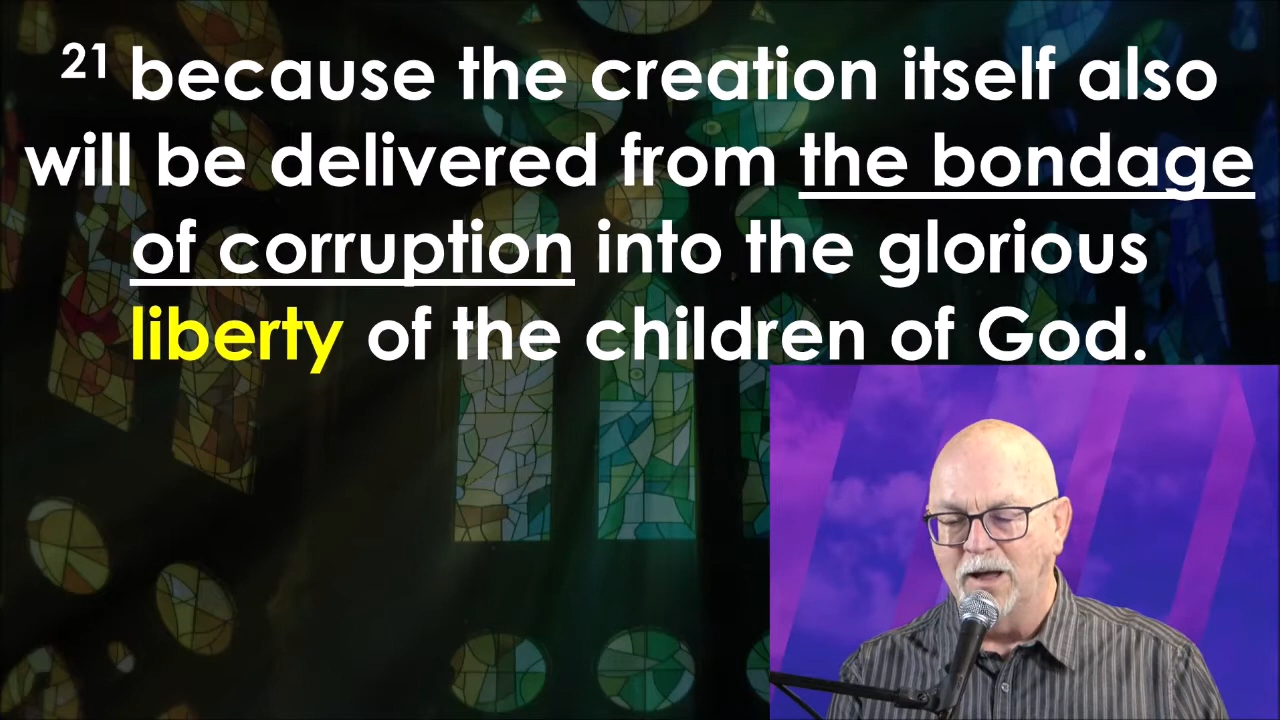 21 because the creation itself also
will be delivered from the bondage
of corruption into the glorious
liberty of the children of God.